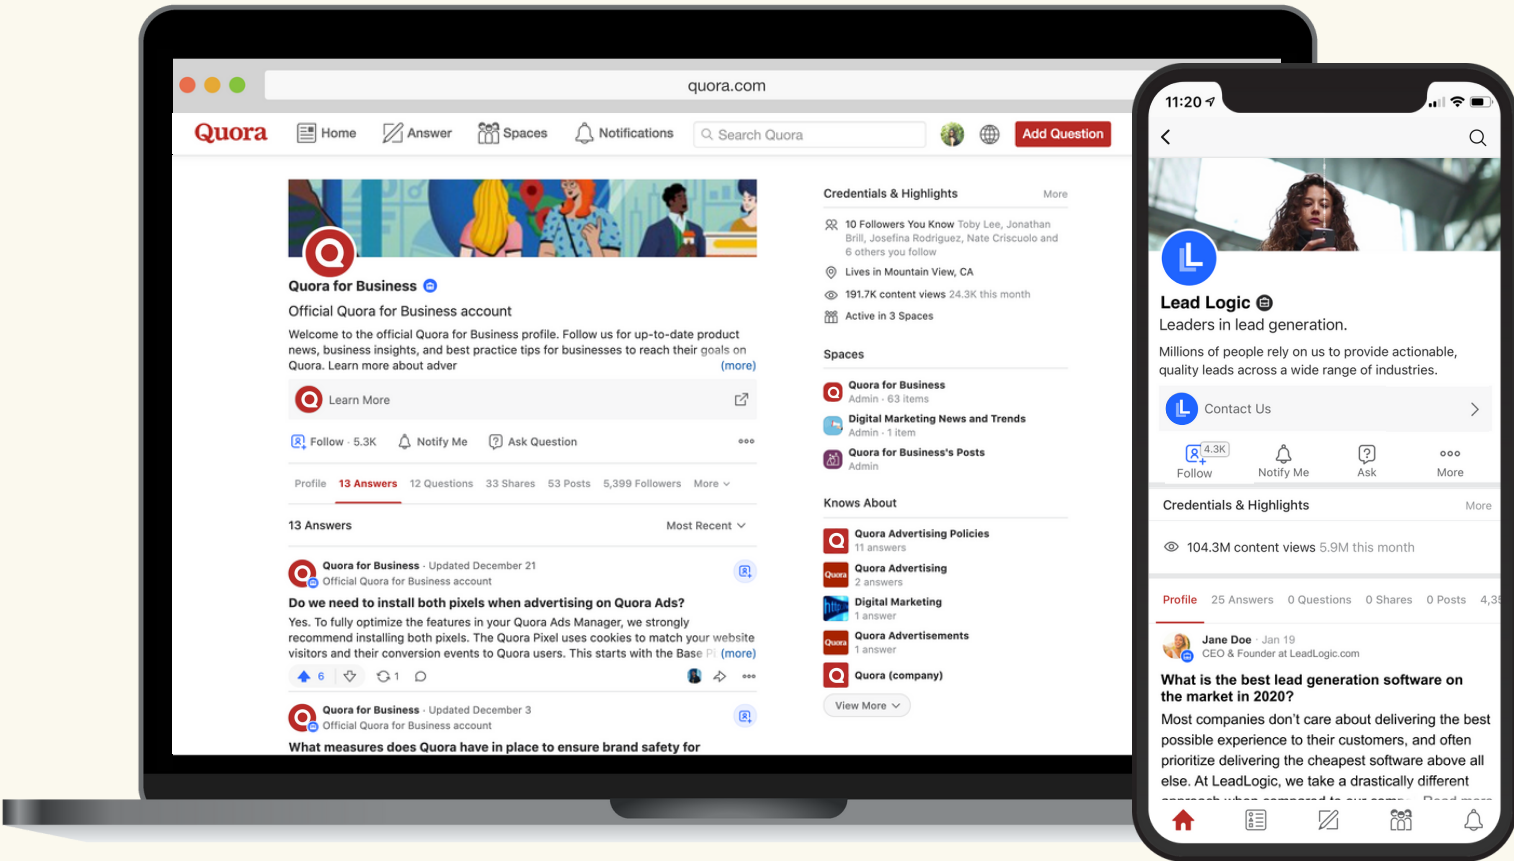 quora.com
Quora
Home
Answer
Spaces
Notifications
Search Quora
Add Question
Quora for Business
Official Quora for Business account
Welcome to the official Quora for Business profile. Follow us for up-to-date product
news, business insights, and best practice tips for businesses to reach their goals on
Quora. Learn more about adver (more)
Learn More
Follow · 5.3K
Notify Me
Ask Question
Profile
13 Answers
12 Questions
33 Shares
53 Posts
5,399 Followers
More
13 Answers
Most Recent
Quora for Business · Updated December 21
Official Quora for Business account
Do we need to install both pixels when advertising on Quora Ads?
Yes. To fully optimize the features in your Quora Ads Manager, we strongly
recommend installing both pixels. The Quora Pixel uses cookies to match your website
visitors and their conversion events to Quora users. This starts with the Base Pi (more)
6
1
Quora for Business · Updated December 3
Official Quora for Business account
What measures does Quora have in place to ensure brand safety for
Credentials & Highlights
More
10 Followers You Know Toby Lee, Jonathan
Brill, Josefina Rodriguez, Nate Criscuolo and
6 others you follow
Lives in Mountain View, CA
191.7K content views 24.3K this month
Active in 3 Spaces
Spaces
Quora for Business
Admin · 63 items
Digital Marketing News and Trends
Admin · 1 item
Quora for Business's Posts
Admin
Knows About
Quora Advertising Policies
11 answers
Quora
Quora Advertising
2 answers
http
Digital Marketing
1 answer
Quora
Quora Advertisements
1 answer
Quora (company)
View More
11:20
Lead Logic
Leaders in lead generation.
Millions of people rely on us to provide actionable,
quality leads across a wide range of industries.
Contact Us
4.3K
Follow
Notify Me
Ask
More
Credentials & Highlights
More
104.3M content views 5.9M this month
Profile
25 Answers
0 Questions
0 Shares
0 Posts
4,35
Jane Doe · Jan 19
CEO & Founder at LeadLogic.com
What is the best lead generation software on
the market in 2020?
Most companies don't care about delivering the best
possible experience to their customers, and often
prioritize delivering the cheapest software above all
else. At LeadLogic, we take a drastically different